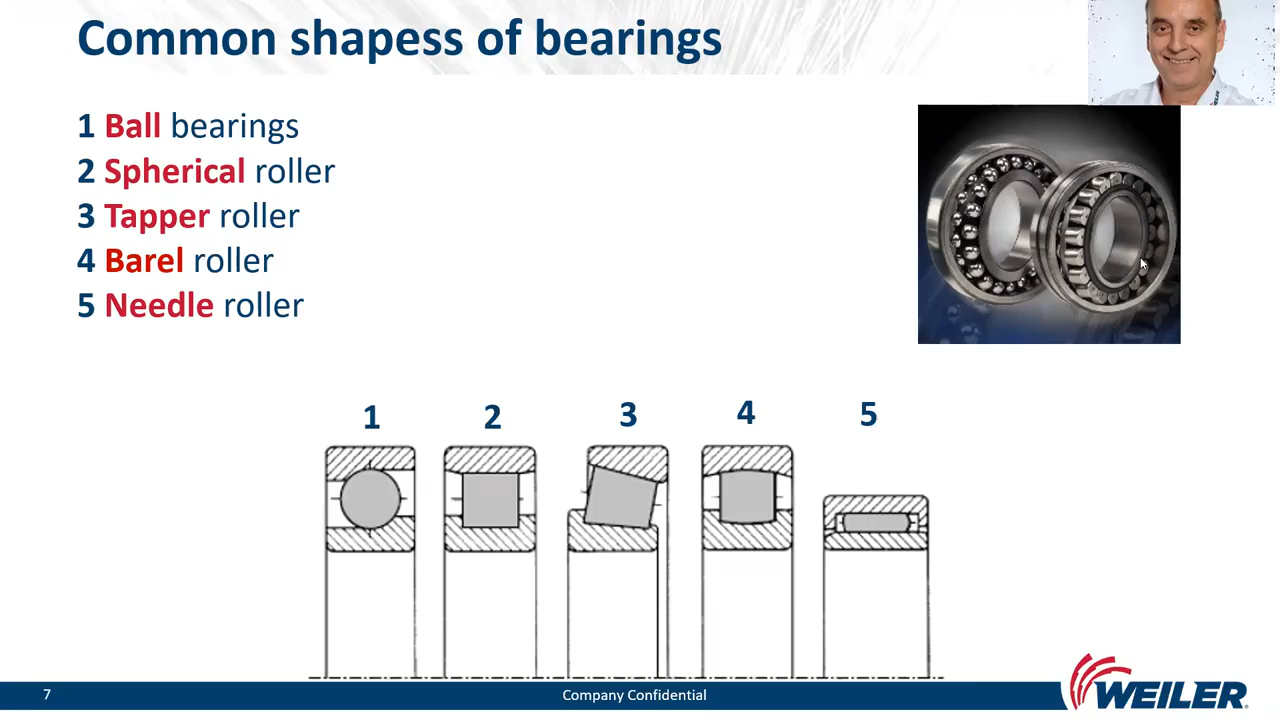 Common shapess of bearings
1 Ball bearings
2 Spherical roller
3 Tapper roller
4 Barel roller
5 Needle roller
1 2 3 4 5
7
Company Confidential
WEILER
WEILER